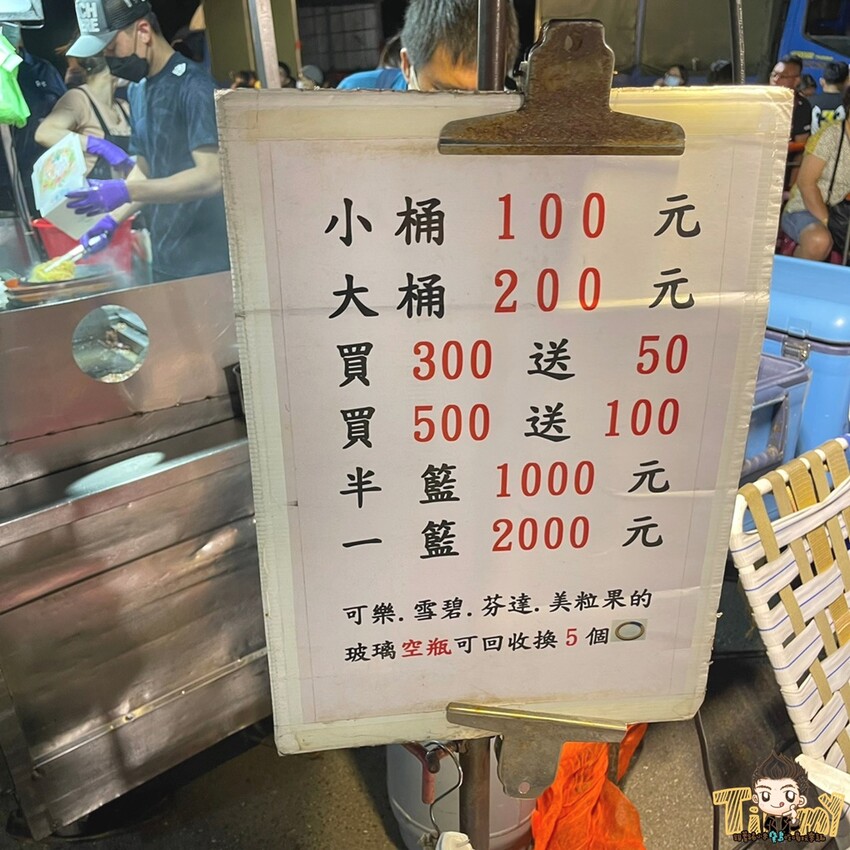 小桶 100 元
大桶 200 元
買 300 送 50
買 500 送 100
半 籃 1000 元
一 籃 2000 元
可樂.雪碧.芬達.美粒果的
玻璃空瓶可回收換 5 個